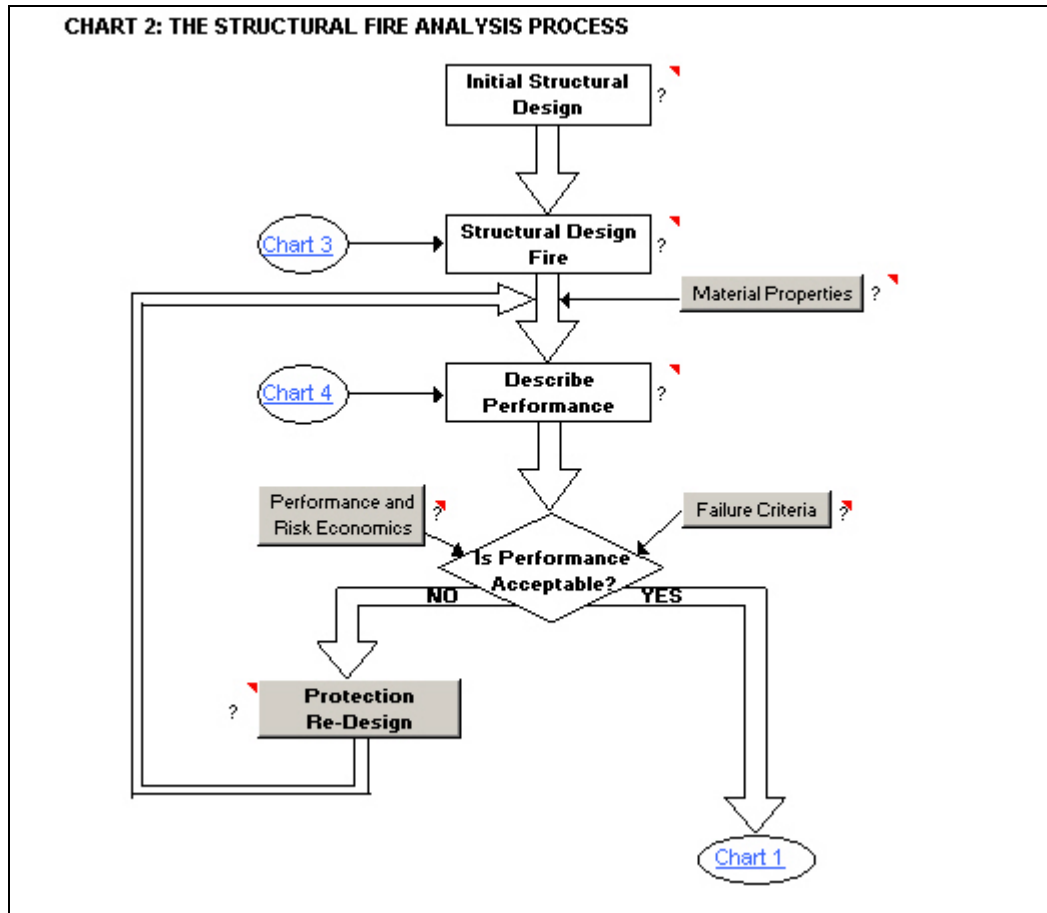 CHART 2: THE STRUCTURAL FIRE ANALYSIS PROCESS
Initial Structural
Design
?
Chart 3
Structural Design
Fire
?
Material Properties
?
Chart 4
Describe
Performance
?
Performance and
Risk Economics
?
Failure Criteria
?
Is Performance
Acceptable?
NO
YES
Protection
Re-Design
?
Chart 1